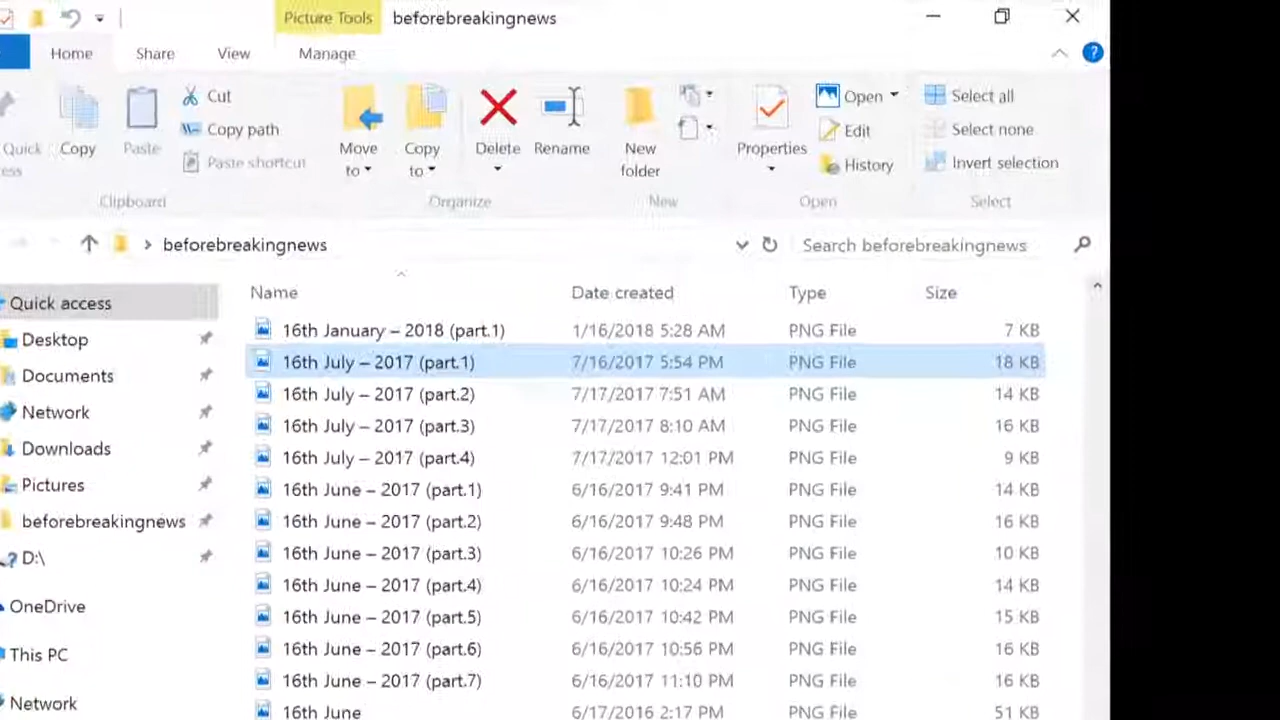 Picture Tools beforebreakingnews
Home Share View Manage
Quick Copy Paste Cut Copy path Paste shortcut Move to Copy to Delete Rename New folder Properties Open Edit History Select all Select none Invert selection
Clipboard Organize New Open Select
beforebreakingnews Search beforebreakingnews
Quick access
Desktop
Documents
Network
Downloads
Pictures
beforebreakingnews
D:\
OneDrive
This PC
Network
Name Date created Type Size
16th January – 2018 (part.1) 1/16/2018 5:28 AM PNG File 7 KB
16th July – 2017 (part.1) 7/16/2017 5:54 PM PNG File 18 KB
16th July – 2017 (part.2) 7/17/2017 7:51 AM PNG File 14 KB
16th July – 2017 (part.3) 7/17/2017 8:10 AM PNG File 16 KB
16th July – 2017 (part.4) 7/17/2017 12:01 PM PNG File 9 KB
16th June – 2017 (part.1) 6/16/2017 9:41 PM PNG File 14 KB
16th June – 2017 (part.2) 6/16/2017 9:48 PM PNG File 16 KB
16th June – 2017 (part.3) 6/16/2017 10:26 PM PNG File 10 KB
16th June – 2017 (part.4) 6/16/2017 10:24 PM PNG File 14 KB
16th June – 2017 (part.5) 6/16/2017 10:42 PM PNG File 15 KB
16th June – 2017 (part.6) 6/16/2017 10:56 PM PNG File 16 KB
16th June – 2017 (part.7) 6/16/2017 11:10 PM PNG File 16 KB
16th June 6/17/2016 2:17 PM PNG File 51 KB